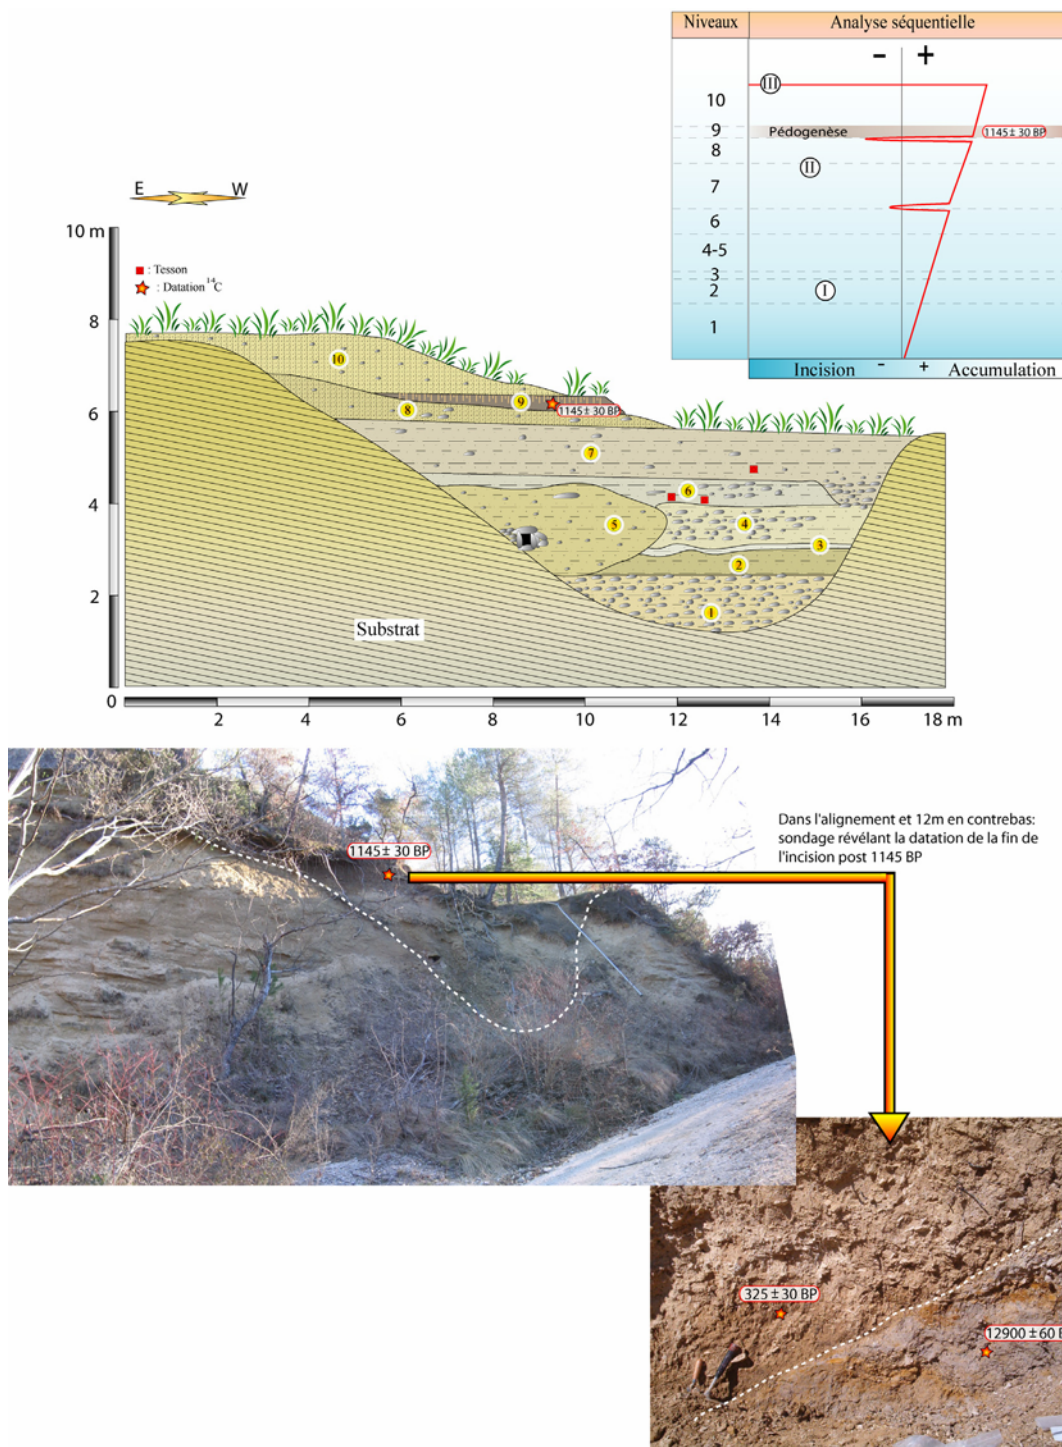 Niveaux Analyse séquentielle
- +
III
10
9 Pédogenèse 1145± 30 BP
8
II
7
6
4-5
3
2 I
1
Incision - + Accumulation
E W
10 m
: Tesson
: Datation 14C
8
10
9
8 1145± 30 BP
6
7
6
4
5 4
3
2
2
1
Substrat
0
2 4 6 8 10 12 14 16 18 m
Dans l'alignement et 12m en contrebas:
sondage révélant la datation de la fin de
l'incision post 1145 BP
1145± 30 BP
325 ± 30 BP
12900 ± 60 B